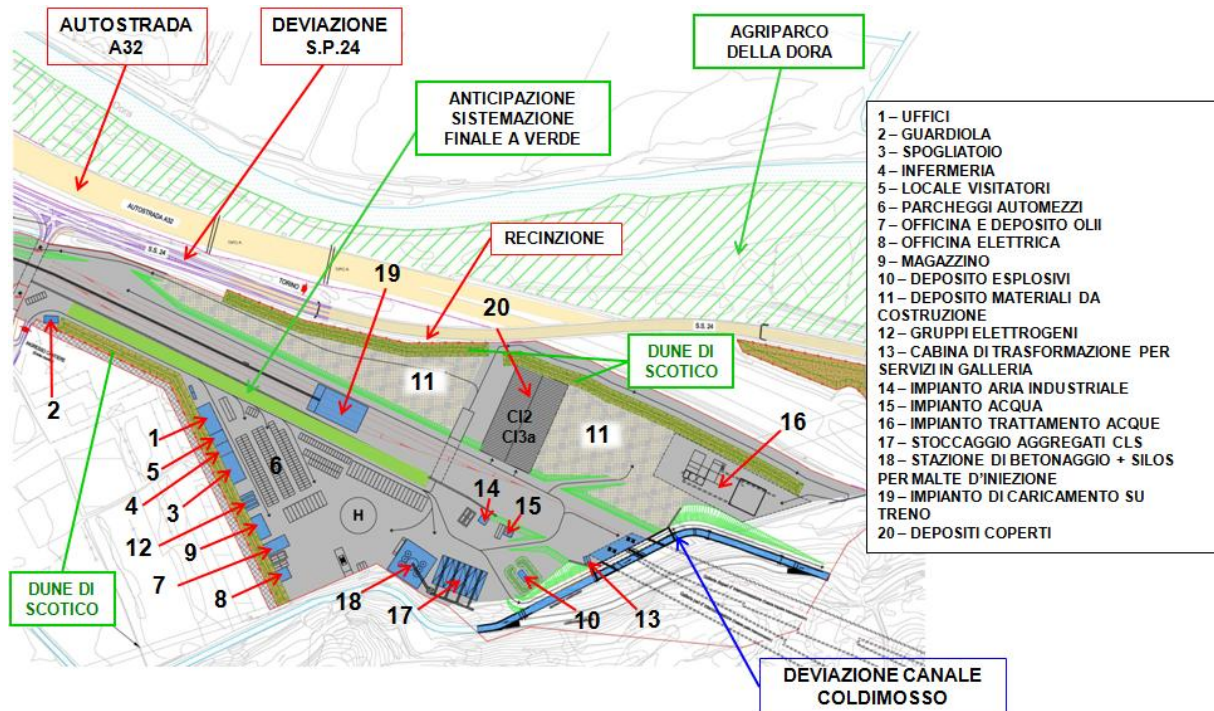 AUTOSTRADA
A32
DEVIAZIONE
S.P.24
AGRIPARCO
DELLA DORA
ANTICIPAZIONE
SISTEMAZIONE
FINALE A VERDE
AUTOSTRADA A32
S.S. 24
TORINO
RECINZIONE
19
20
S.S. 24
DUNE DI
SCOTICO
11
CI2
CI3a
11
16
2
1
5
4
3
6
12
9
7
8
H
14
15
18
17
10
13
DUNE DI
SCOTICO
DEVIAZIONE CANALE
COLDIMOSSO
1 – UFFICI
2 – GUARDIOLA
3 – SPOGLIATOIO
4 – INFERMERIA
5 – LOCALE VISITATORI
6 – PARCHEGGI AUTOMEZZI
7 – OFFICINA E DEPOSITO OLII
8 – OFFICINA ELETTRICA
9 – MAGAZZINO
10 – DEPOSITO ESPLOSIVI
11 – DEPOSITO MATERIALI DA
COSTRUZIONE
12 – GRUPPI ELETTROGENI
13 – CABINA DI TRASFORMAZIONE PER
SERVIZI IN GALLERIA
14 – IMPIANTO ARIA INDUSTRIALE
15 – IMPIANTO ACQUA
16 – IMPIANTO TRATTAMENTO ACQUE
17 – STOCCAGGIO AGGREGATI CLS
18 – STAZIONE DI BETONAGGIO + SILOS
PER MALTE D'INIEZIONE
19 – IMPIANTO DI CARICAMENTO SU
TRENO
20 – DEPOSITI COPERTI